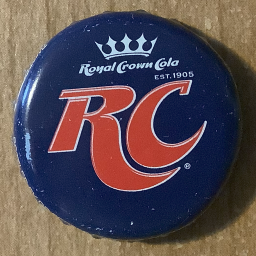 Royal Crown Cola
EST. 1905
RC
®